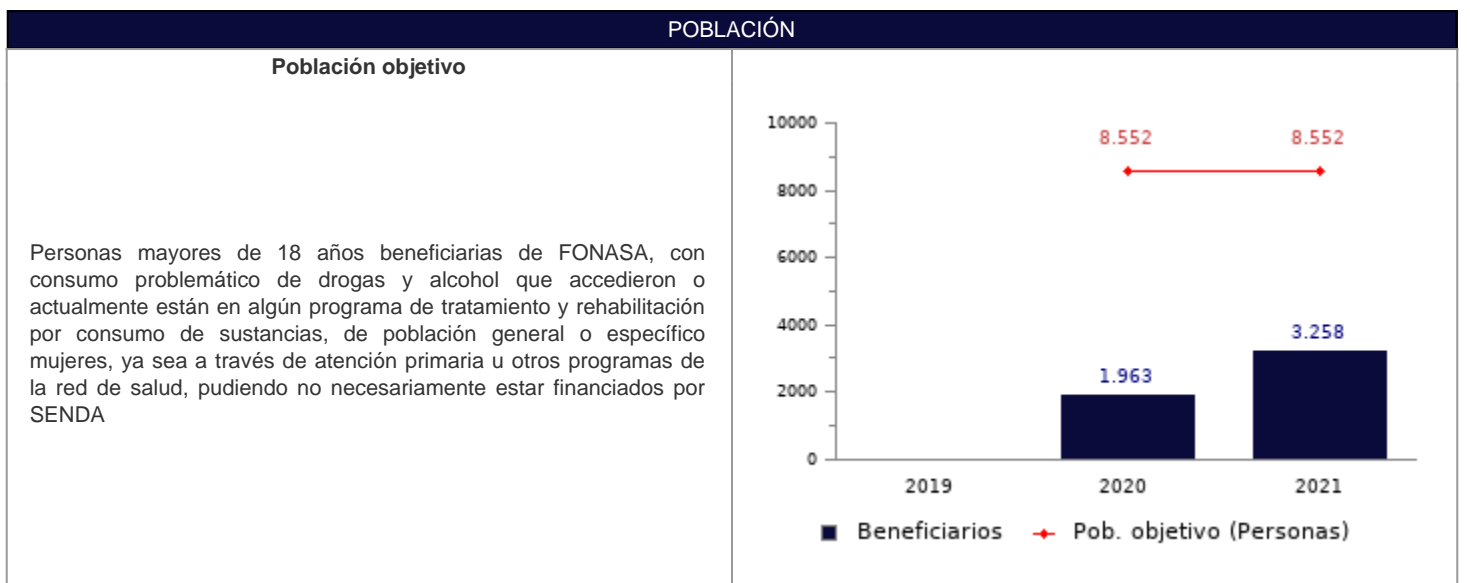 POBLACIÓN
Población objetivo
Personas mayores de 18 años beneficiarias de FONASA, con
consumo problemático de drogas y alcohol que accedieron o
actualmente están en algún programa de tratamiento y rehabilitación
por consumo de sustancias, de población general o específico
mujeres, ya sea a través de atención primaria u otros programas de
la red de salud, pudiendo no necesariamente estar financiados por
SENDA
10000
8.552 8.552
8000
6000
4000
3.258
1.963
2000
0
2019 2020 2021
Beneficiarios Pob. objetivo (Personas)